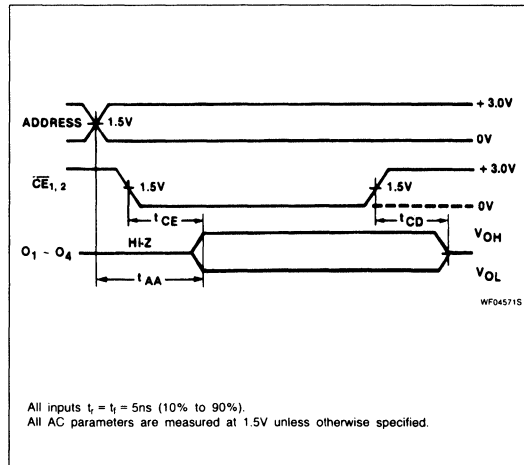 + 3.0V
ADDRESS
1.5V
0V
CE1, 2
1.5V
1.5V
+ 3.0V
0V
tCE
tCD
O1 - O4
HI-Z
VOH
tAA
VOL
WF04571S
All inputs tr = tf = 5ns (10% to 90%).
All AC parameters are measured at 1.5V unless otherwise specified.